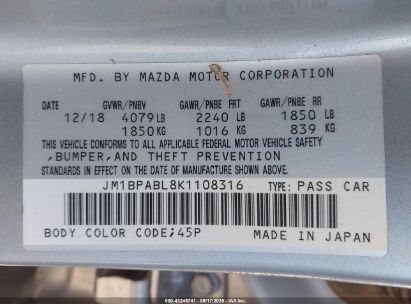 MFD. BY MAZDA MOTOR CORPORATION
GVWR/PNBV GAWR/PNBE FRT GAWR/PNBE RR
12/18 4079LB 2240 LB 1850 LB
1850KG 1016 KG 839 KG
THIS VEHICLE CONFORMS TO ALL APPLICABLE FEDERAL MOTOR VEHICLE SAFETY
,BUMPER,AND THEFT PREVENTION
STANDARDS IN EFFECT ON THE DATE OF MANUFACTURE SHOWN ABOVE.
JM1BPABL8K1108316 TYPE: PASS CAR
BODY COLOR CODE;45P MADE IN JAPAN